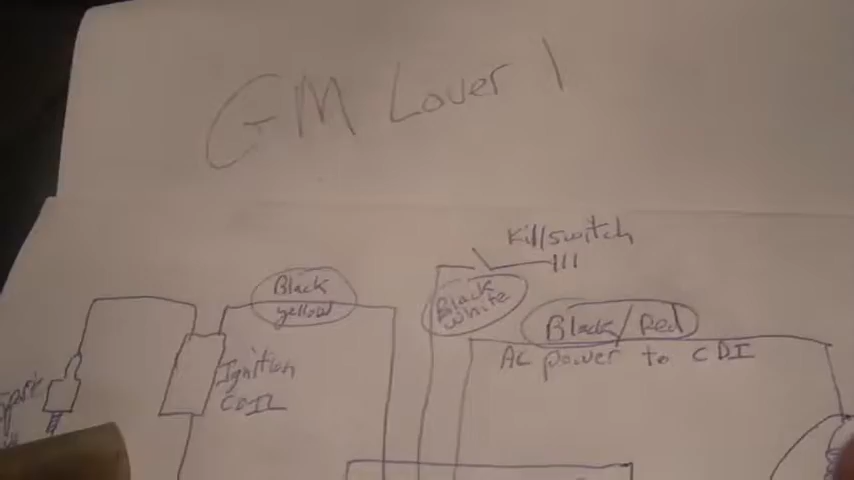 GM Lover 1
Killswitch
Black
yellow
Black
White
Black/Red
AC power to CDI
Ignition
COIL